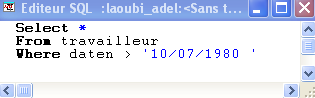 Editeur SQL :laoubi_adel:<Sans t...
Select *
From travailleur
Where daten > '10/07/1980 '